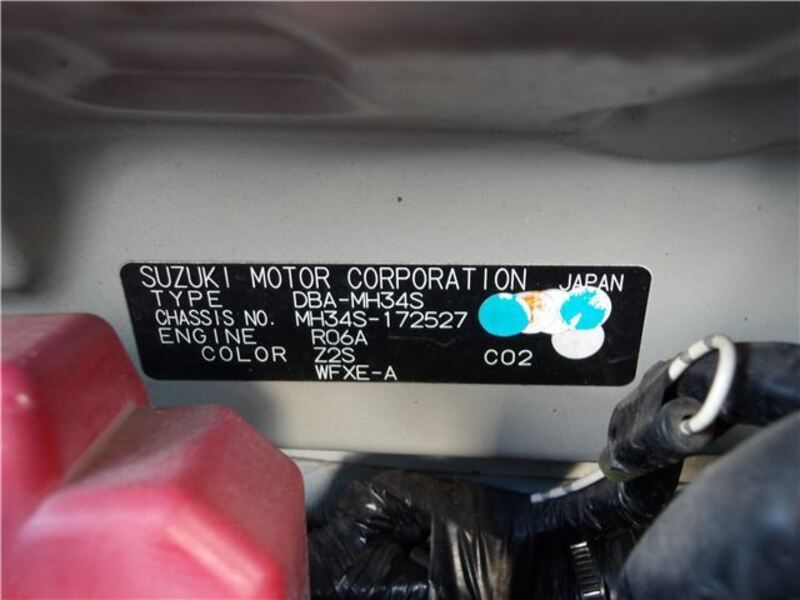 SUZUKI MOTOR CORPORATION JAPAN
TYPE DBA-MH34S
CHASSIS NO. MH34S-172527
ENGINE R06A
COLOR Z2S C02
WFXE-A